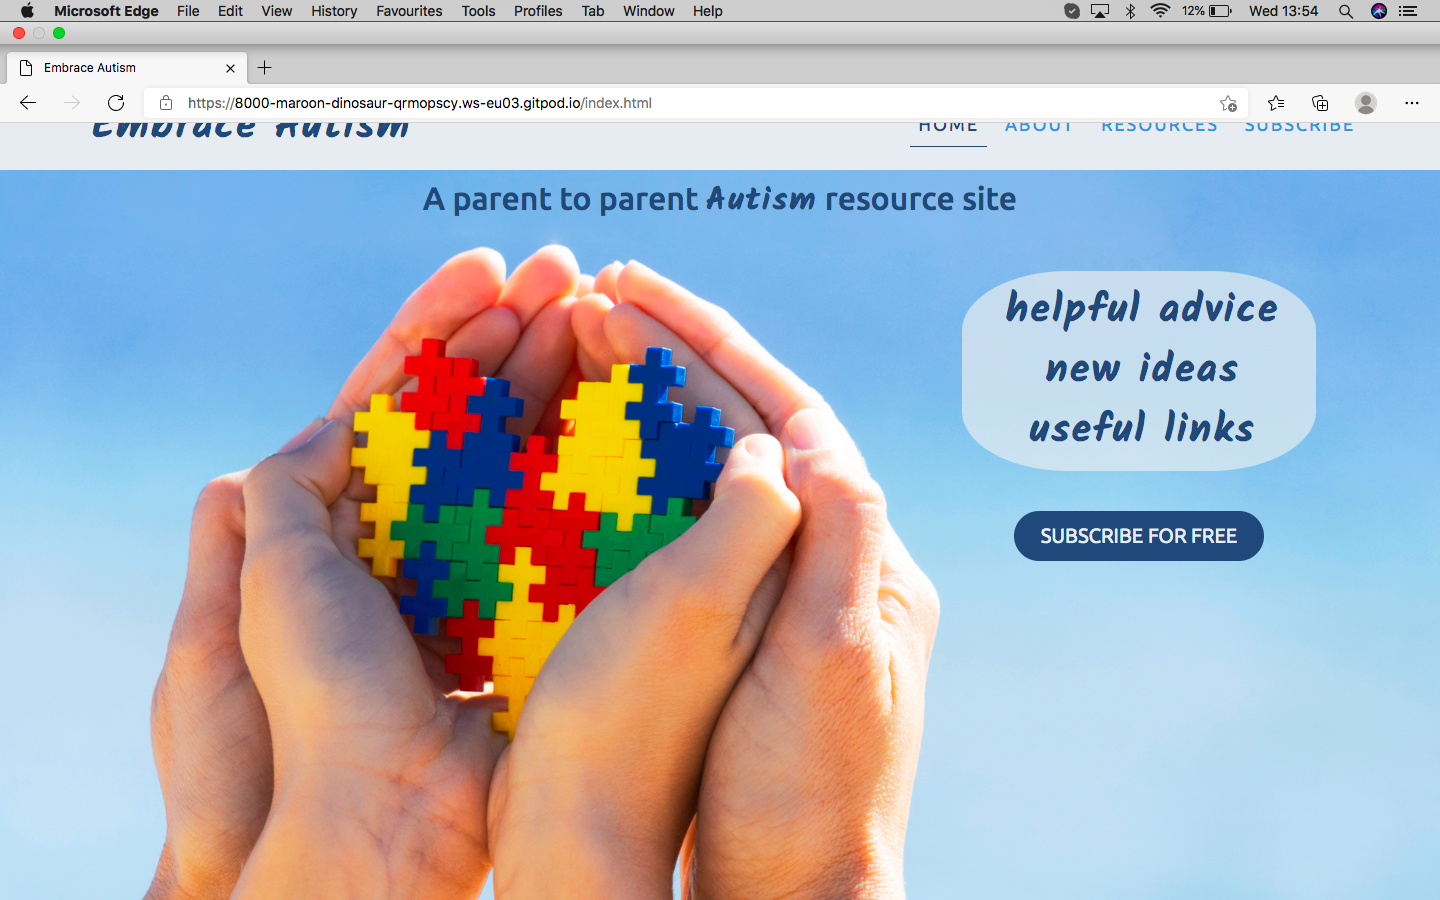 Microsoft Edge File Edit View History Favourites Tools Profiles Tab Window Help 12% Wed 13:54
Embrace Autism
https://8000-maroon-dinosaur-qrmopscy.ws-eu03.gitpod.io/index.html
Embrace Autism HOME ABOUT RESOURCES SUBSCRIBE
A parent to parent Autism resource site
helpful advice
new ideas
useful links
SUBSCRIBE FOR FREE